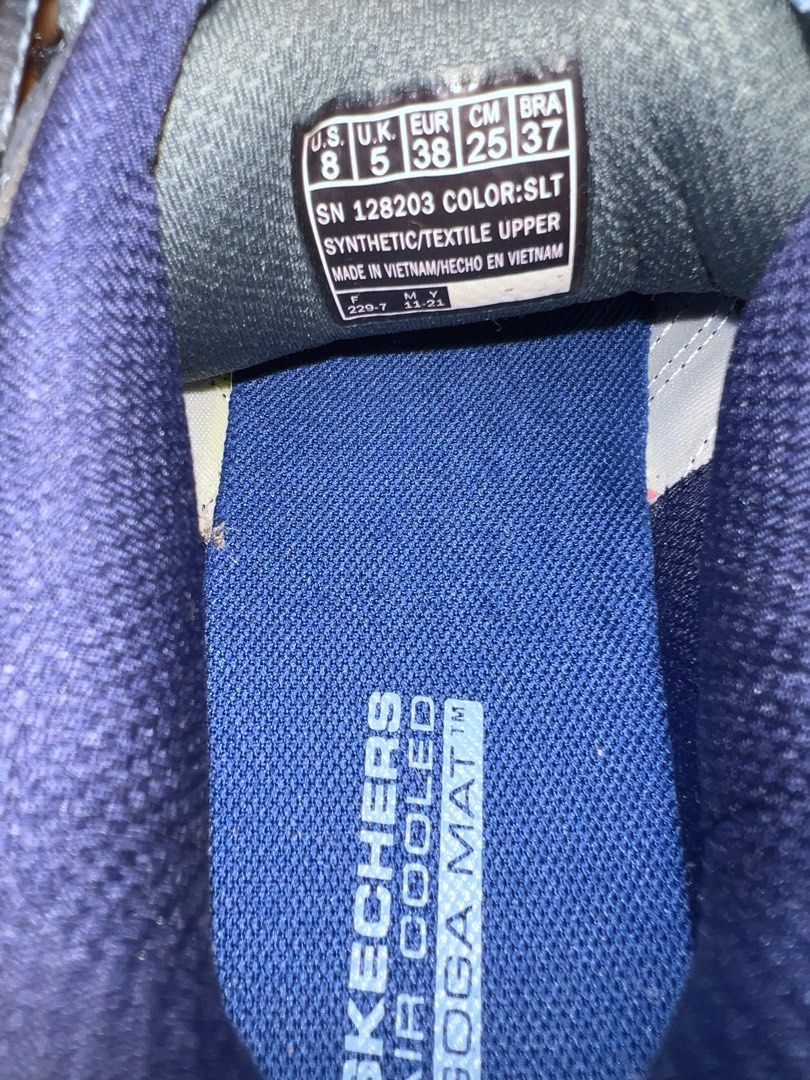 U.S. U.K. EUR CM BRA
8 5 38 25 37
SN 128203 COLOR:SLT
SYNTHETIC/TEXTILE UPPER
MADE IN VIETNAM/HECHO EN VIETNAM
F M Y
229-7 11-21
SKECHERS
AIR COOLED
GOGA MAT™